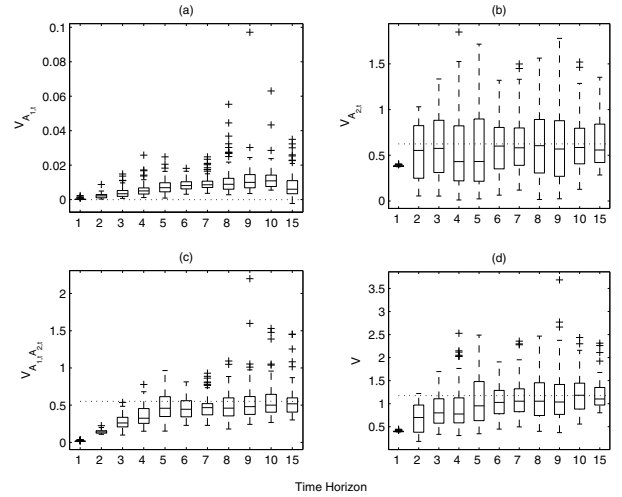 (a)
0.1
0.08
0.06
0.04
0.02
0
V_{A_{1,t}}
1 2 3 4 5 6 7 8 9 10 15
(b)
1.5
1
0.5
0
V_{A_{2,t}}
1 2 3 4 5 6 7 8 9 10 15
(c)
2
1.5
1
0.5
0
V_{A_{1,t}A_{2,t}}
1 2 3 4 5 6 7 8 9 10 15
(d)
3.5
3
2.5
2
1.5
1
0.5
V
1 2 3 4 5 6 7 8 9 10 15
Time Horizon